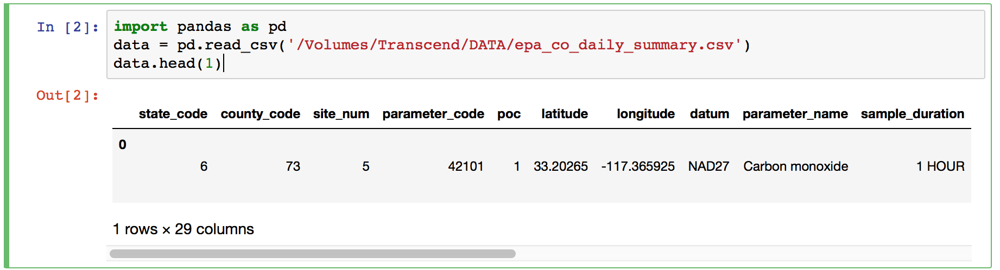 In [2]: import pandas as pd
data = pd.read_csv('/Volumes/Transcend/DATA/epa_co_daily_summary.csv')
data.head(1)
Out[2]:
state_code county_code site_num parameter_code poc latitude longitude datum parameter_name sample_duration
0
6 73 5 42101 1 33.20265 -117.365925 NAD27 Carbon monoxide 1 HOUR
1 rows × 29 columns